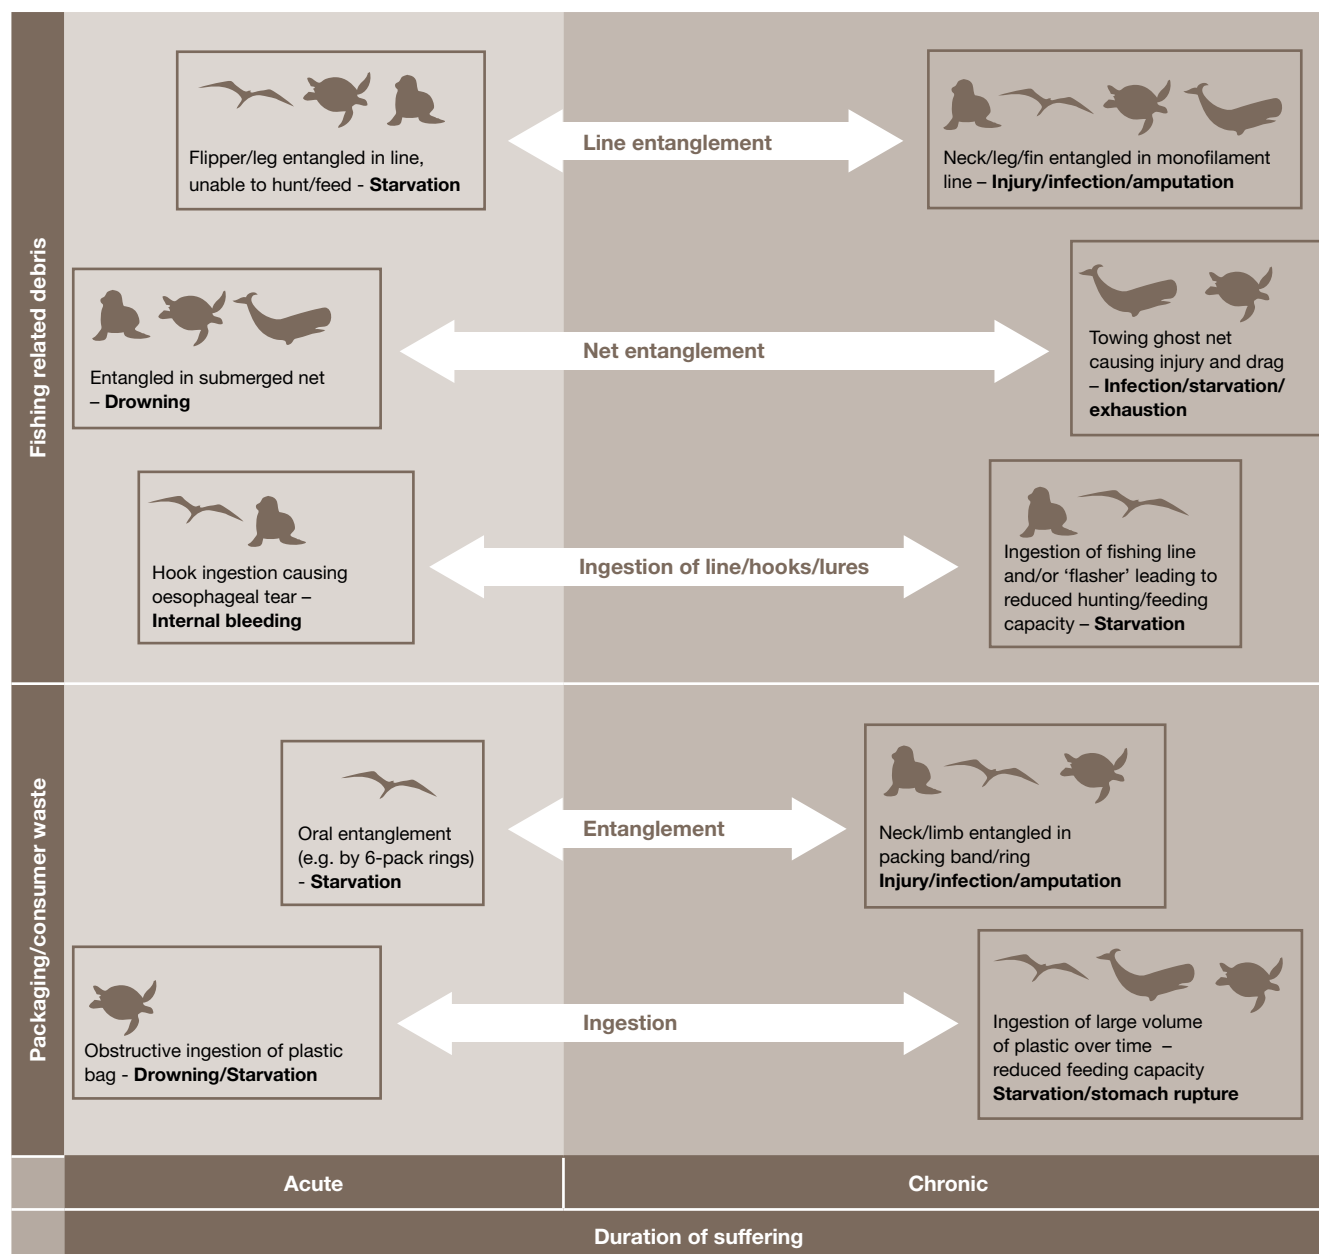 Fishing related debris
Flipper/leg entangled in line,
unable to hunt/feed - Starvation
Line entanglement
Neck/leg/fin entangled in monofilament
line – Injury/infection/amputation
Entangled in submerged net
– Drowning
Net entanglement
Towing ghost net
causing injury and drag
– Infection/starvation/
exhaustion
Hook ingestion causing
oesophageal tear –
Internal bleeding
Ingestion of line/hooks/lures
Ingestion of fishing line
and/or ‘flasher’ leading to
reduced hunting/feeding
capacity – Starvation
Packaging/consumer waste
Oral entanglement
(e.g. by 6-pack rings)
- Starvation
Entanglement
Neck/limb entangled in
packing band/ring
Injury/infection/amputation
Obstructive ingestion of plastic
bag - Drowning/Starvation
Ingestion
Ingestion of large volume
of plastic over time –
reduced feeding capacity
Starvation/stomach rupture
Acute
Chronic
Duration of suffering